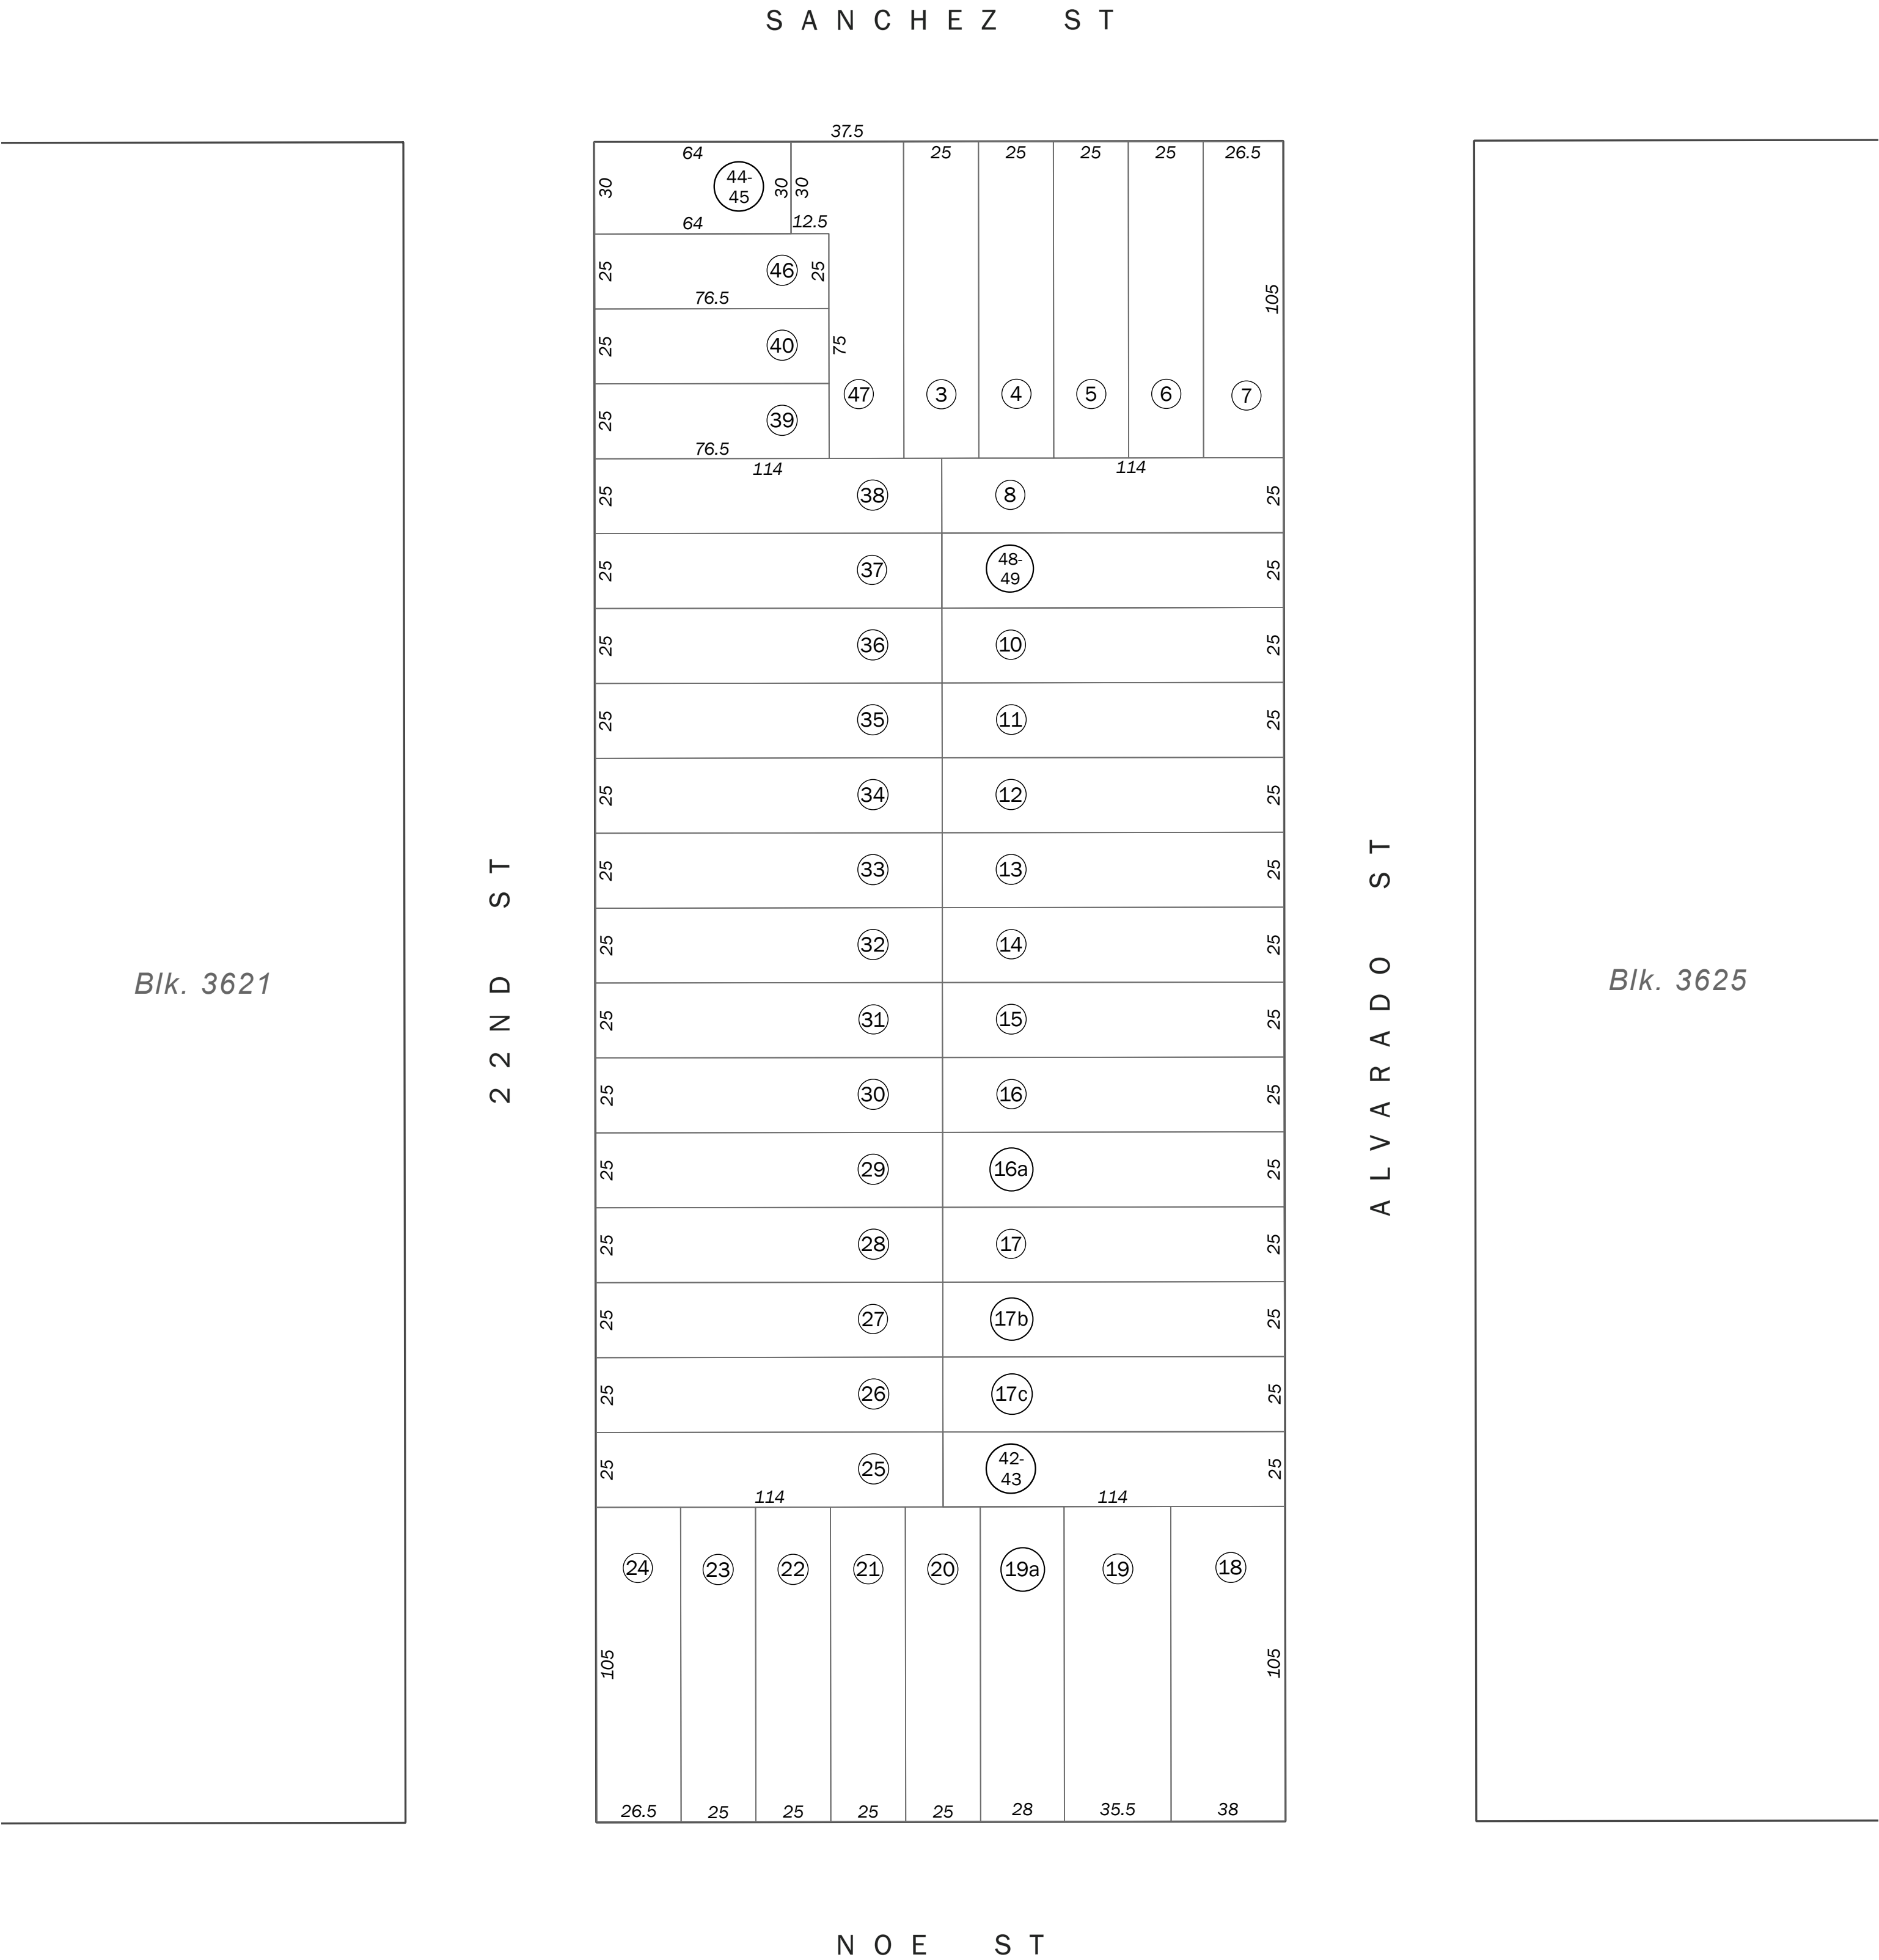 SANCHEZ ST
37.5
64 25 25 25 25 26.5
30 44-
45 30 30
64 12.5
25 46 25
76.5 105
25 40 75
25 39 47 3 4 5 6 7
76.5
114 114
25 38 8 25
25 37 48-
49 25
25 36 10 25
25 35 11 25
25 34 12 25
25 33 13 25
22ND ST
ALVARADO ST
25 32 14 25
Blk. 3621
Blk. 3625
25 31 15 25
25 30 16 25
25 29 16a 25
25 28 17 25
25 27 17b 25
25 26 17c 25
25 25 42-
43 25
114 114
24 23 22 21 20 19a 19 18
105 105
26.5 25 25 25 25 28 35.5 38
NOE ST